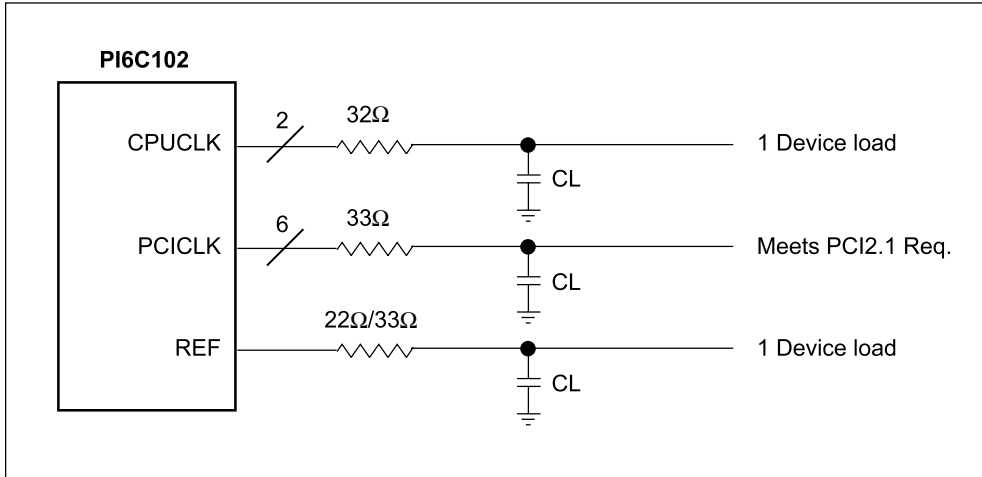 PI6C102
CPUCLK
2
32Ω
CL
1 Device load
PCICLK
6
33Ω
CL
Meets PCI2.1 Req.
REF
22Ω/33Ω
CL
1 Device load